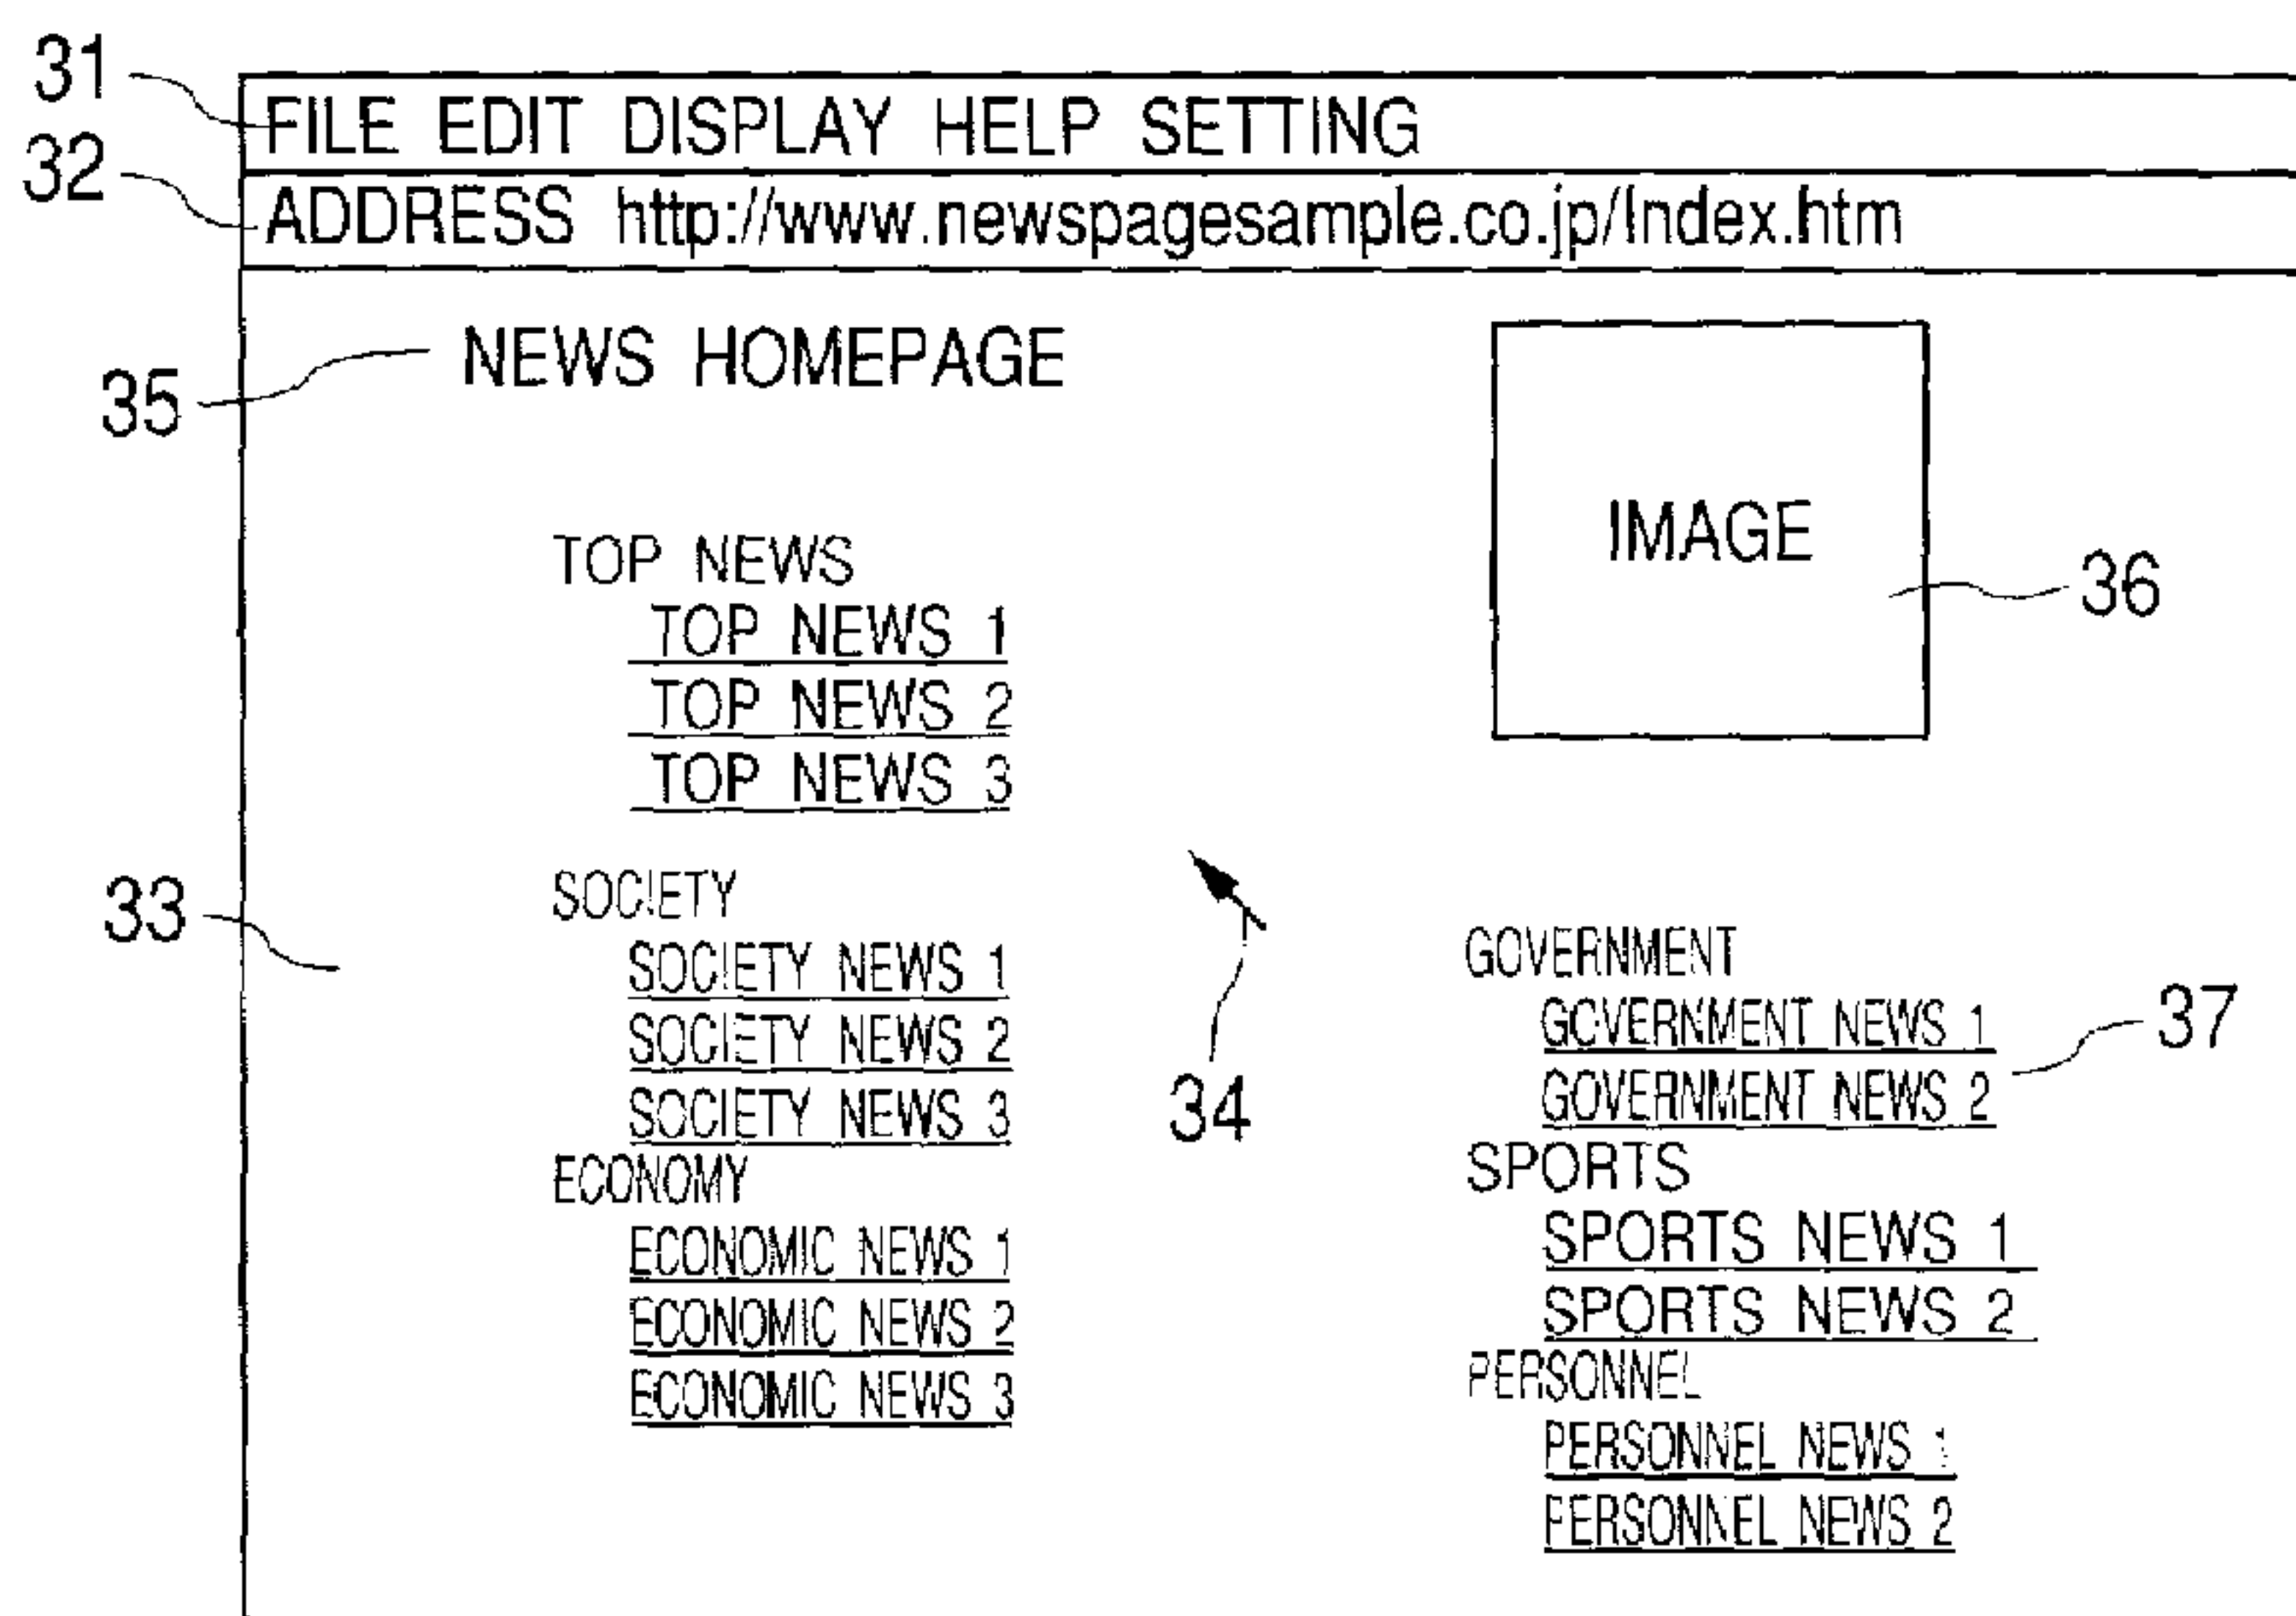 31
FILE EDIT DISPLAY HELP SETTING
32
ADDRESS http://www.newspagesample.co.jp/Index.htm
35
NEWS HOMEPAGE
IMAGE
36
TOP NEWS
TOP NEWS 1
TOP NEWS 2
TOP NEWS 3
33
SOCIETY
SOCIETY NEWS 1
SOCIETY NEWS 2
SOCIETY NEWS 3
ECONOMY
ECONOMIC NEWS 1
ECONOMIC NEWS 2
ECONOMIC NEWS 3
34
GOVERNMENT
GOVERNMENT NEWS 1
GOVERNMENT NEWS 2
37
SPORTS
SPORTS NEWS 1
SPORTS NEWS 2
PERSONNEL
PERSONNEL NEWS 1
PERSONNEL NEWS 2